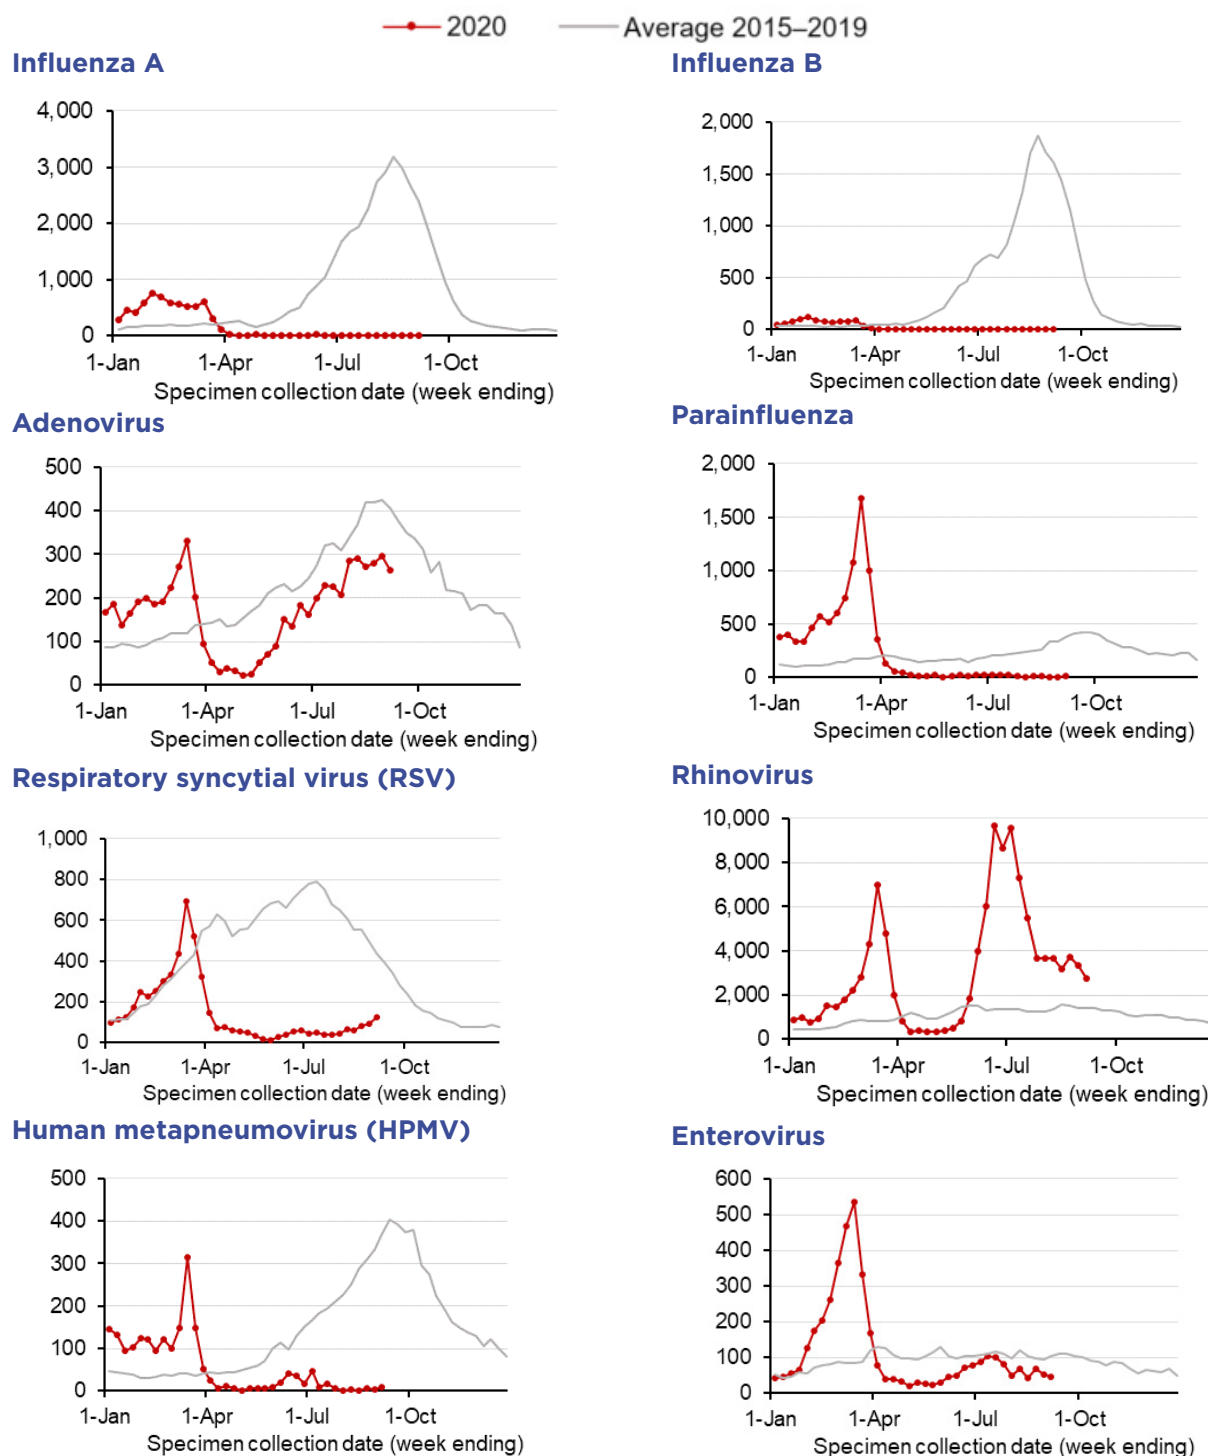 2020 Average 2015–2019
Influenza A
4,000
3,000
2,000
1,000
0
1-Jan 1-Apr 1-Jul 1-Oct
Specimen collection date (week ending)
Influenza B
2,000
1,500
1,000
500
0
1-Jan 1-Apr 1-Jul 1-Oct
Specimen collection date (week ending)
Adenovirus
500
400
300
200
100
0
1-Jan 1-Apr 1-Jul 1-Oct
Specimen collection date (week ending)
Parainfluenza
2,000
1,500
1,000
500
0
1-Jan 1-Apr 1-Jul 1-Oct
Specimen collection date (week ending)
Respiratory syncytial virus (RSV)
1,000
800
600
400
200
0
1-Jan 1-Apr 1-Jul 1-Oct
Specimen collection date (week ending)
Rhinovirus
10,000
8,000
6,000
4,000
2,000
0
1-Jan 1-Apr 1-Jul 1-Oct
Specimen collection date (week ending)
Human metapneumovirus (HPMV)
500
400
300
200
100
0
1-Jan 1-Apr 1-Jul 1-Oct
Specimen collection date (week ending)
Enterovirus
600
500
400
300
200
100
0
1-Jan 1-Apr 1-Jul 1-Oct
Specimen collection date (week ending)